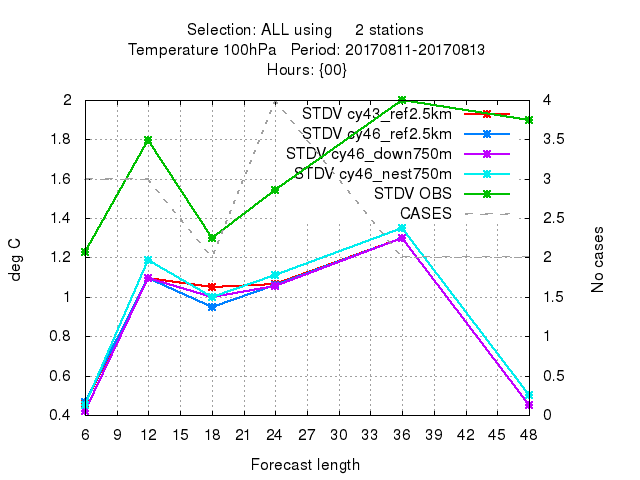 Selection: ALL using     2 stations
Temperature 100hPa   Period: 20170811-20170813
Hours: {00}
STDV cy43_ref2.5km
STDV cy46_ref2.5km
STDV cy46_down750m
STDV cy46_nest750m
STDV OBS
CASES
deg C
2
1.8
1.6
1.4
1.2
1
0.8
0.6
0.4
4
3.5
3
2.5
2
1.5
1
0.5
0
No cases
6 9 12 15 18 21 24 27 30 33 36 39 42 45 48
Forecast length